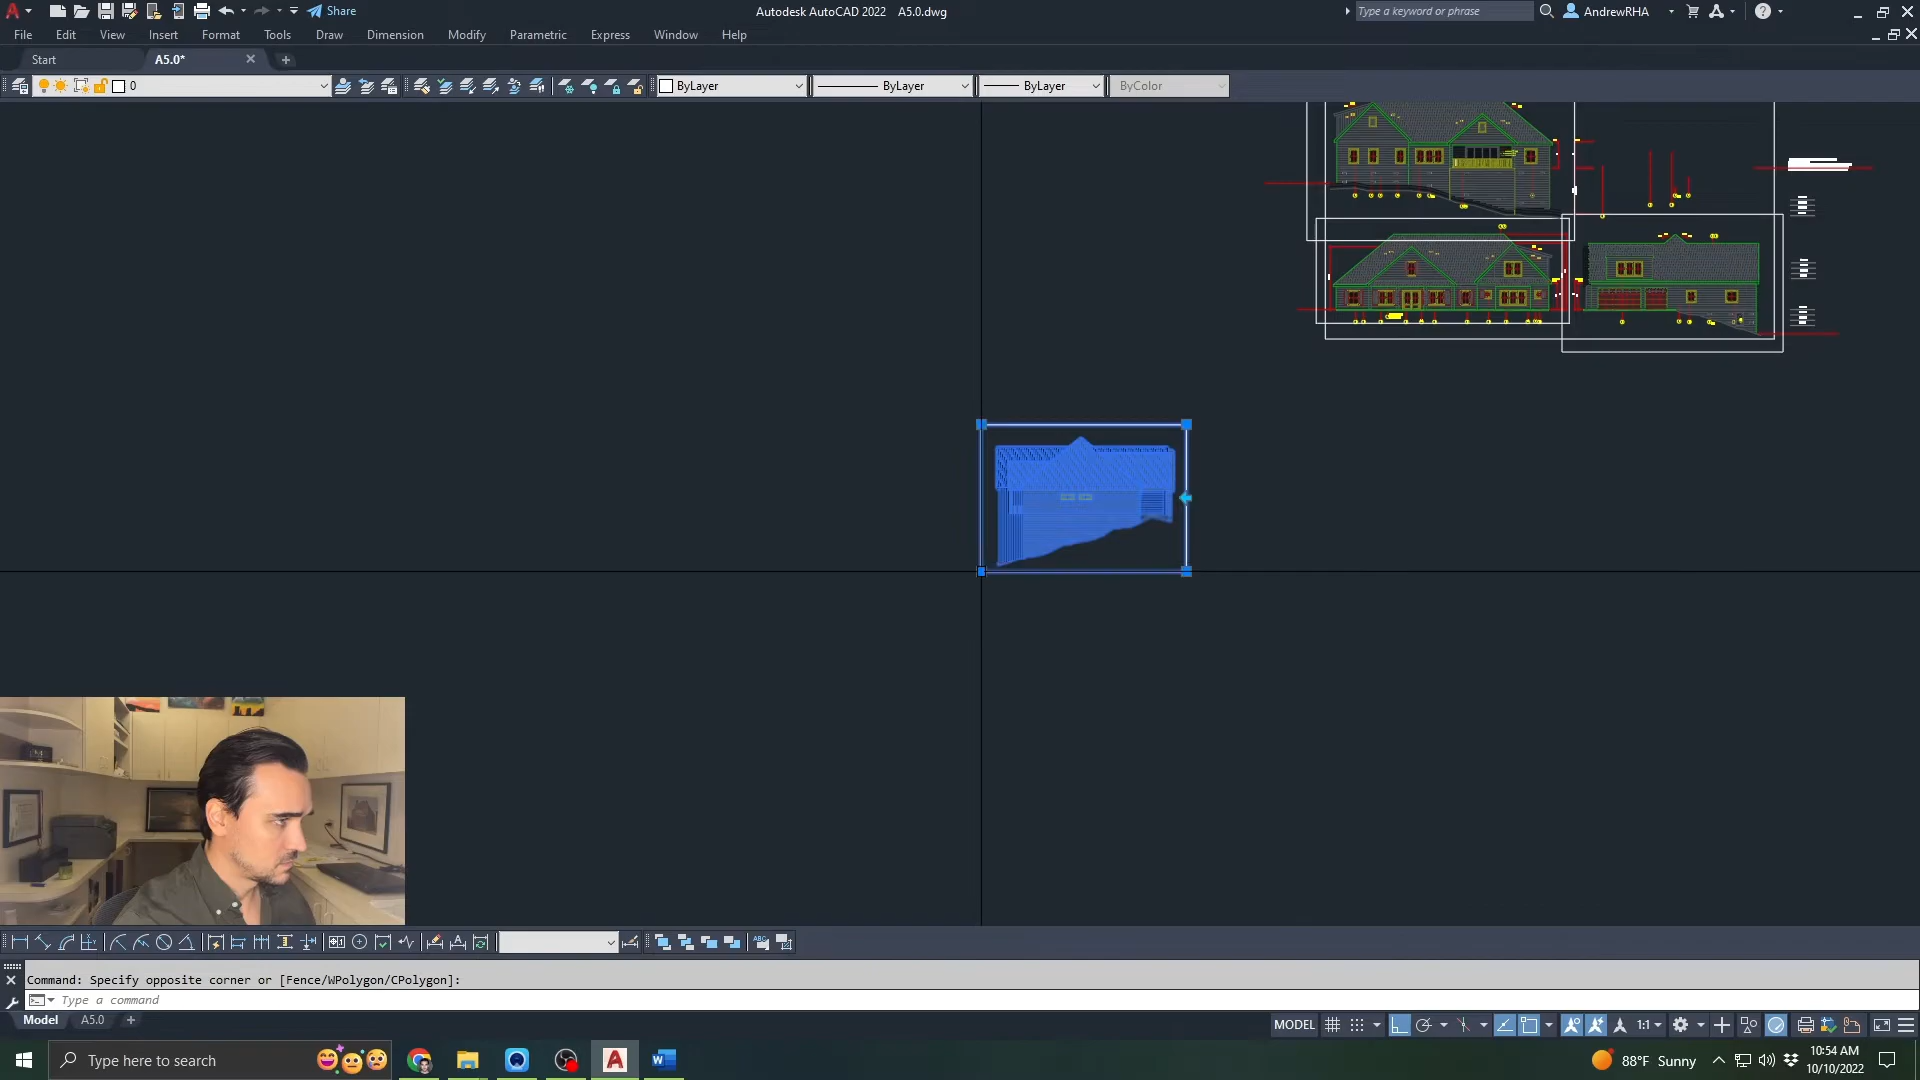 Share
Autodesk AutoCAD 2022 A5.0.dwg
Type a keyword or phrase
AndrewRHA
File Edit View Insert Format Tools Draw Dimension Modify Parametric Express Window Help
Start
A5.0*
0
ByLayer
ByLayer
ByLayer
ByColor
Command: Specify opposite corner or [Fence/WPolygon/CPolygon]:
Type a command
Model A5.0
MODEL
1:1
Type here to search
88°F Sunny
10:54 AM
10/10/2022